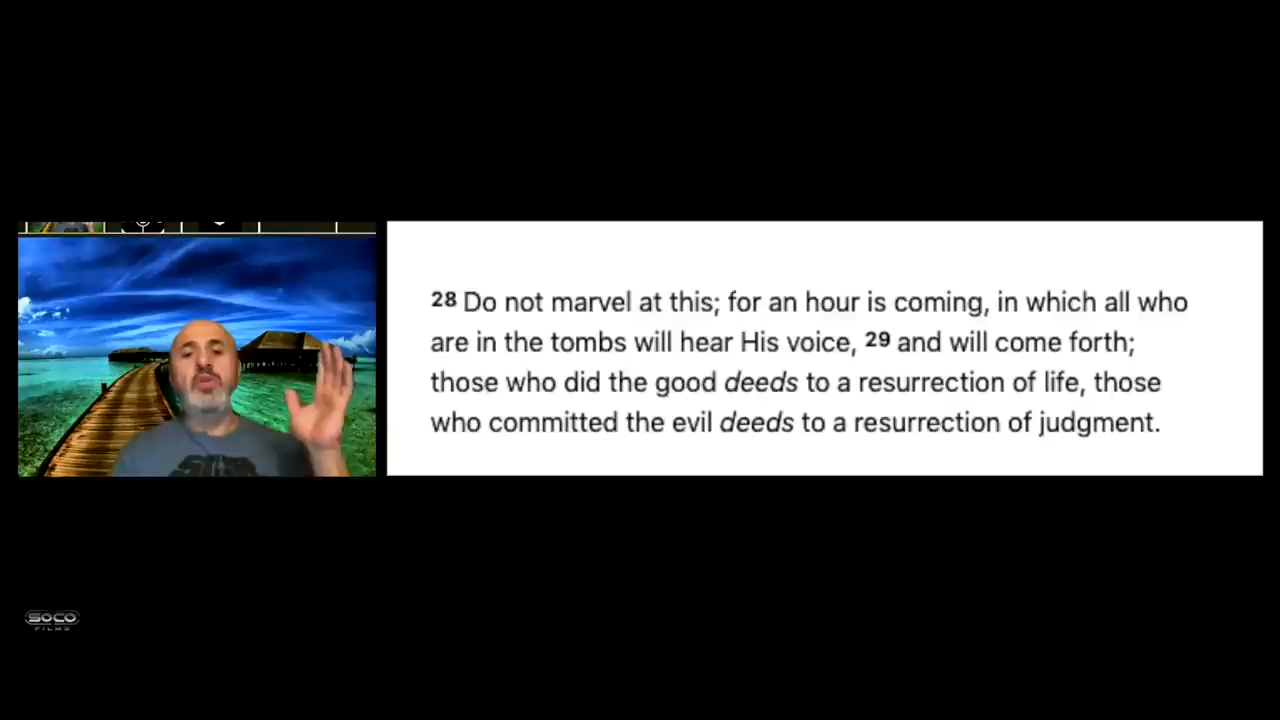 28 Do not marvel at this; for an hour is coming, in which all who
are in the tombs will hear His voice, 29 and will come forth;
those who did the good deeds to a resurrection of life, those
who committed the evil deeds to a resurrection of judgment.
SOCO
FILMS